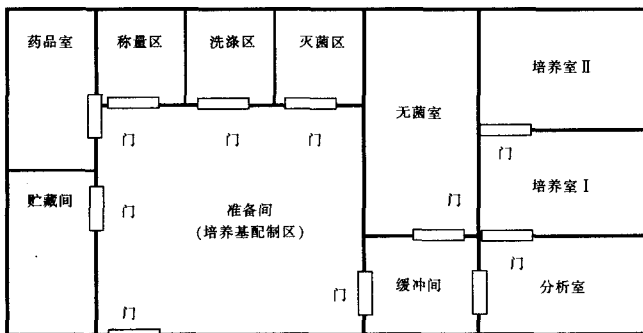 药品室
称量区
洗涤区
灭菌区
培养室Ⅱ
无菌室
门
门
门
门
培养室Ⅰ
贮藏间
门
准备间
(培养基配制区)
门
门
缓冲间
分析室
门
门